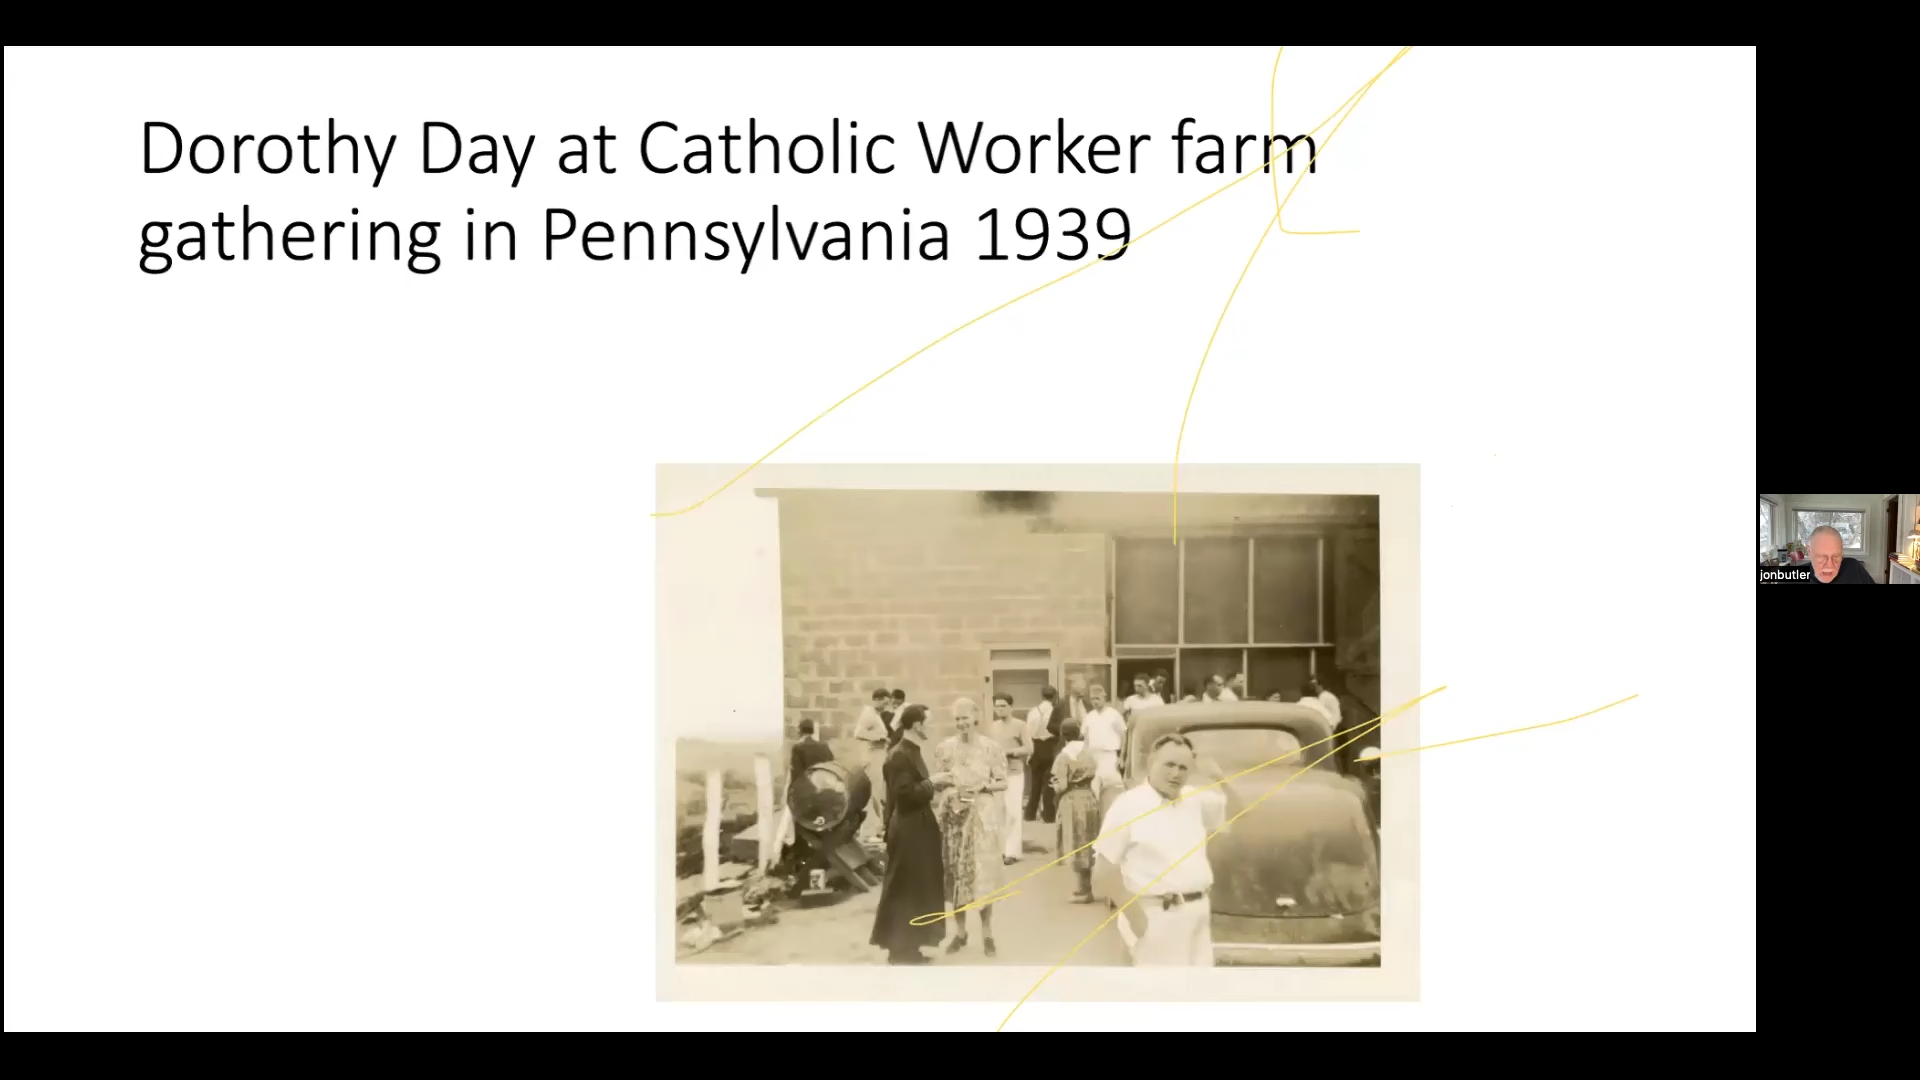 Dorothy Day at Catholic Worker farm
gathering in Pennsylvania 1939
jonbutler